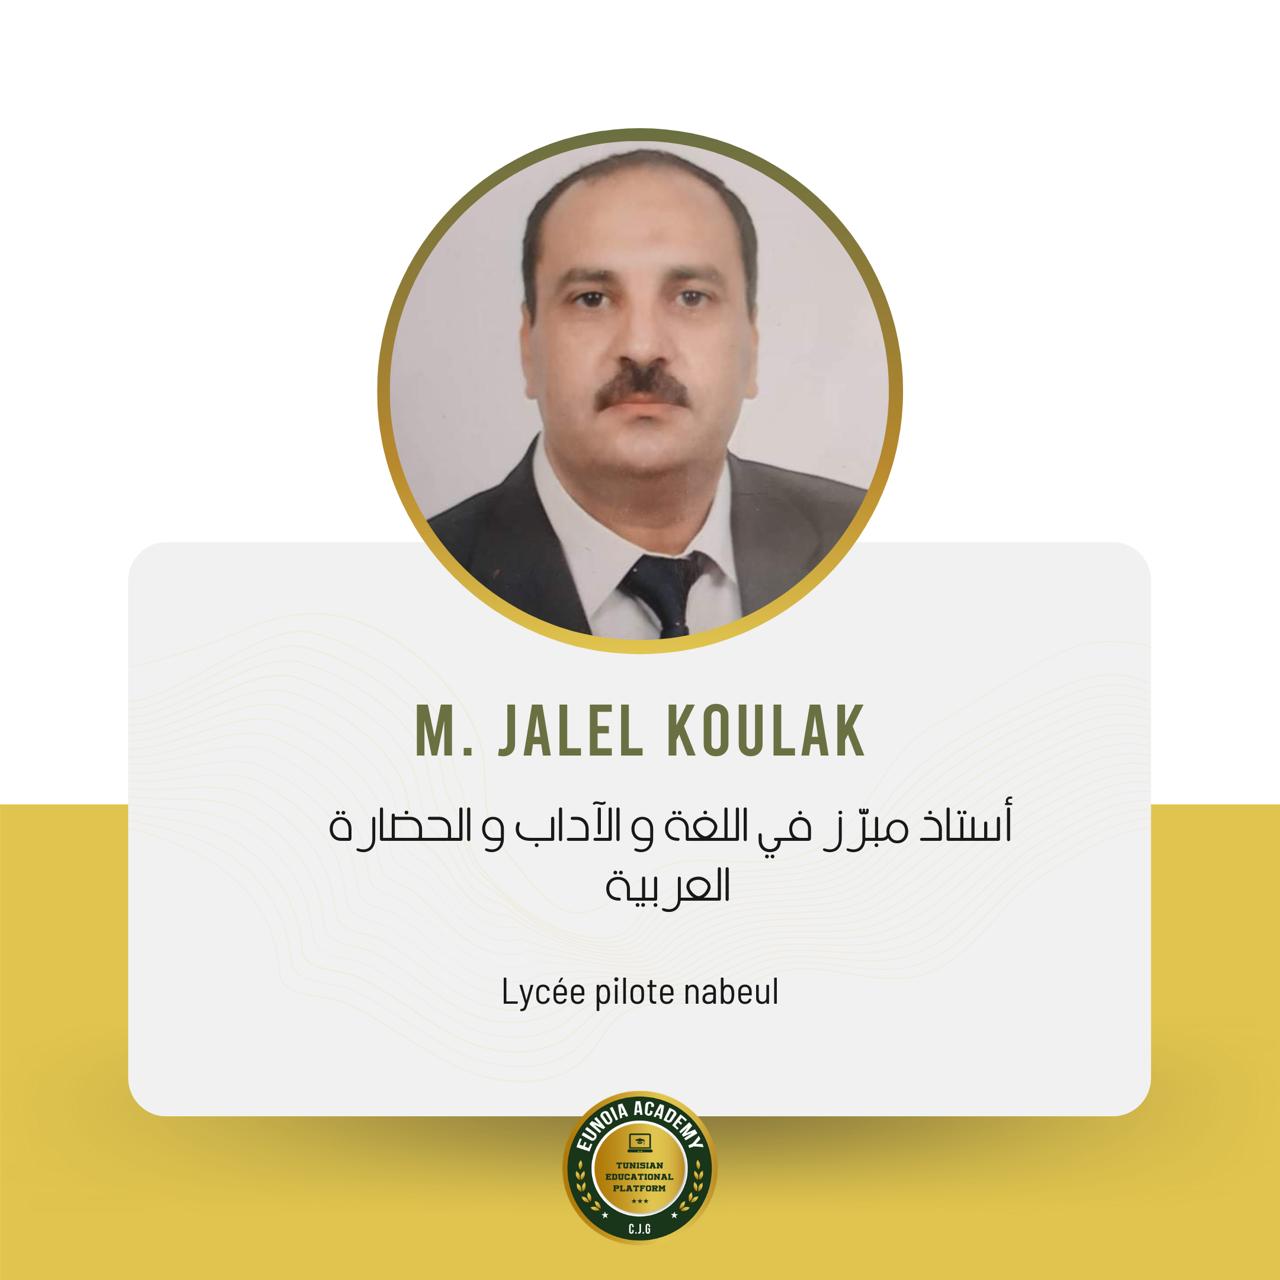 M. JALEL KOULAK
أستاذ مبرّز في اللغة و الآداب و الحضارة
العربية
Lycée pilote nabeul
EUNOIA ACADEMY
TUNISIAN
EDUCATIONAL
PLATFORM
C.J.G